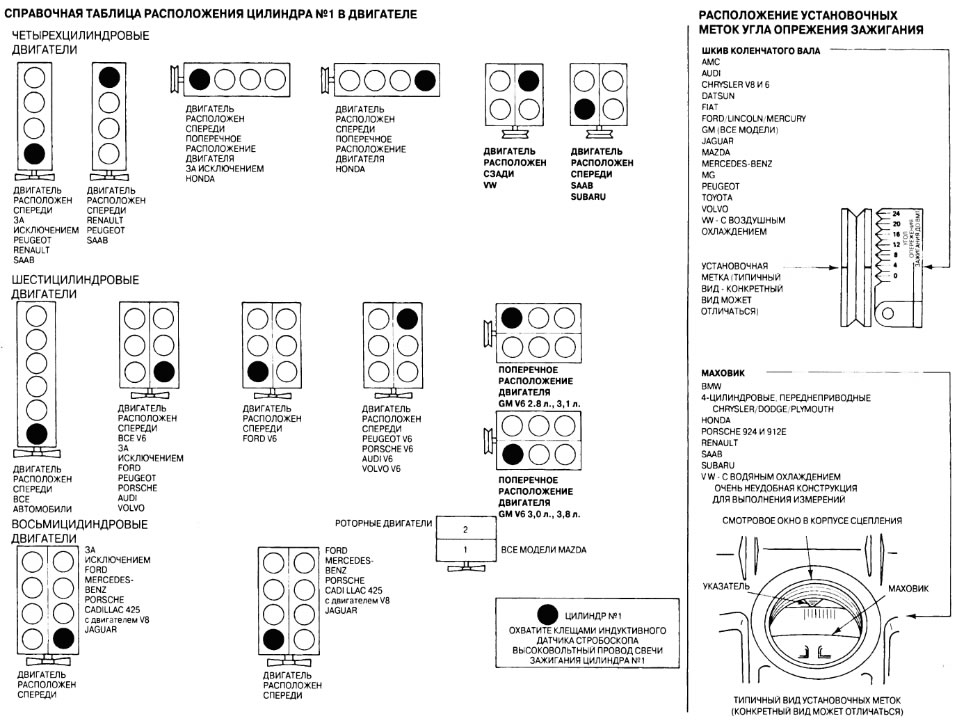 СПРАВОЧНАЯ ТАБЛИЦА РАСПОЛОЖЕНИЯ ЦИЛИНДРА №1 В ДВИГАТЕЛЕ
ЧЕТЫРЕХЦИЛИНДРОВЫЕ
ДВИГАТЕЛИ
ДВИГАТЕЛЬ
РАСПОЛОЖЕН
СПЕРЕДИ
ЗА
ИСКЛЮЧЕНИЕМ
PEUGEOT
RENAULT
SAAB
ДВИГАТЕЛЬ
РАСПОЛОЖЕН
СПЕРЕДИ
RENAULT
PEUGEOT
SAAB
ДВИГАТЕЛЬ
РАСПОЛОЖЕН
СПЕРЕДИ
ПОПЕРЕЧНОЕ
РАСПОЛОЖЕНИЕ
ДВИГАТЕЛЯ
ЗА ИСКЛЮЧЕНИЕМ
HONDA
ДВИГАТЕЛЬ
РАСПОЛОЖЕН
СПЕРЕДИ
ПОПЕРЕЧНОЕ
РАСПОЛОЖЕНИЕ
ДВИГАТЕЛЯ
HONDA
ДВИГАТЕЛЬ
РАСПОЛОЖЕН
СЗАДИ
VW
ДВИГАТЕЛЬ
РАСПОЛОЖЕН
СПЕРЕДИ
SAAB
SUBARU
ШЕСТИЦИЛИНДРОВЫЕ
ДВИГАТЕЛИ
ДВИГАТЕЛЬ
РАСПОЛОЖЕН
СПЕРЕДИ
ВСЕ
АВТОМОБИЛИ
ДВИГАТЕЛЬ
РАСПОЛОЖЕН
СПЕРЕДИ
ВСЕ V6
ЗА
ИСКЛЮЧЕНИЕМ
FORD
PEUGEOT
PORSCHE
AUDI
VOLVO
ДВИГАТЕЛЬ
РАСПОЛОЖЕН
СПЕРЕДИ
FORD V6
ДВИГАТЕЛЬ
РАСПОЛОЖЕН
СПЕРЕДИ
PEUGEOT V6
PORSCHE V6
AUDI V6
VOLVO V6
ПОПЕРЕЧНОЕ
РАСПОЛОЖЕНИЕ
ДВИГАТЕЛЯ
GM V6 2.8 л., 3,1 л.
ПОПЕРЕЧНОЕ
РАСПОЛОЖЕНИЕ
ДВИГАТЕЛЯ
GM V6 3,0 л., 3,8 л.
ВОСЬМИЦИДИНДРОВЫЕ
ДВИГАТЕЛИ
ЗА
ИСКЛЮЧЕНИЕМ
FORD
MERCEDES-
BENZ
PORSCHE
CADILLAC 425
с двигателем V8
JAGUAR
ДВИГАТЕЛЬ
РАСПОЛОЖЕН
СПЕРЕДИ
FORD
MERCEDES-
BENZ
PORSCHE
CADILLAC 425
с двигателем V8
JAGUAR
ДВИГАТЕЛЬ
РАСПОЛОЖЕН
СПЕРЕДИ
РОТОРНЫЕ ДВИГАТЕЛИ
2
1
ВСЕ МОДЕЛИ MAZDA
ЦИЛИНДР №1
ОХВАТИТЕ КЛЕЩАМИ ИНДУКТИВНОГО
ДАТЧИКА СТРОБОСКОПА
ВЫСОКОВОЛЬТНЫЙ ПРОВОД СВЕЧИ
ЗАЖИГАНИЯ ЦИЛИНДРА №1
РАСПОЛОЖЕНИЕ УСТАНОВОЧНЫХ
МЕТОК УГЛА ОПРЕЖЕНИЯ ЗАЖИГАНИЯ
ШКИВ КОЛЕНЧАТОГО ВАЛА
AMC
AUDI
CHRYSLER V8 И 6
DATSUN
FIAT
FORD/LINCOLN/MERCURY
GM (ВСЕ МОДЕЛИ)
JAGUAR
MAZDA
MERCEDES-BENZ
MG
PEUGEOT
TOYOTA
VOLVO
VW - С ВОЗДУШНЫМ
ОХЛАЖДЕНИЕМ
УСТАНОВОЧНАЯ
МЕТКА (ТИПИЧНЫЙ
ВИД - КОНКРЕТНЫЙ
ВИД МОЖЕТ
ОТЛИЧАТЬСЯ)
24
20
16
12
8
4
0
УГОЛ
ОПЕРЕЖЕНИЯ
ЗАЖИГАНИЯ ДО ВМТ
МАХОВИК
BMW
4-ЦИЛИНДРОВЫЕ, ПЕРЕДНЕПРИВОДНЫЕ
CHRYSLER/DODGE/PLYMOUTH
HONDA
PORSCHE 924 И 912E
RENAULT
SAAB
SUBARU
VW - С ВОДЯНЫМ ОХЛАЖДЕНИЕМ
ОЧЕНЬ НЕУДОБНАЯ КОНСТРУКЦИЯ
ДЛЯ ВЫПОЛНЕНИЯ ИЗМЕРЕНИЙ
СМОТРОВОЕ ОКНО В КОРПУСЕ СЦЕПЛЕНИЯ
УКАЗАТЕЛЬ
МАХОВИК
ТИПИЧНЫЙ ВИД УСТАНОВОЧНЫХ МЕТОК
(КОНКРЕТНЫЙ ВИД МОЖЕТ ОТЛИЧАТЬСЯ)